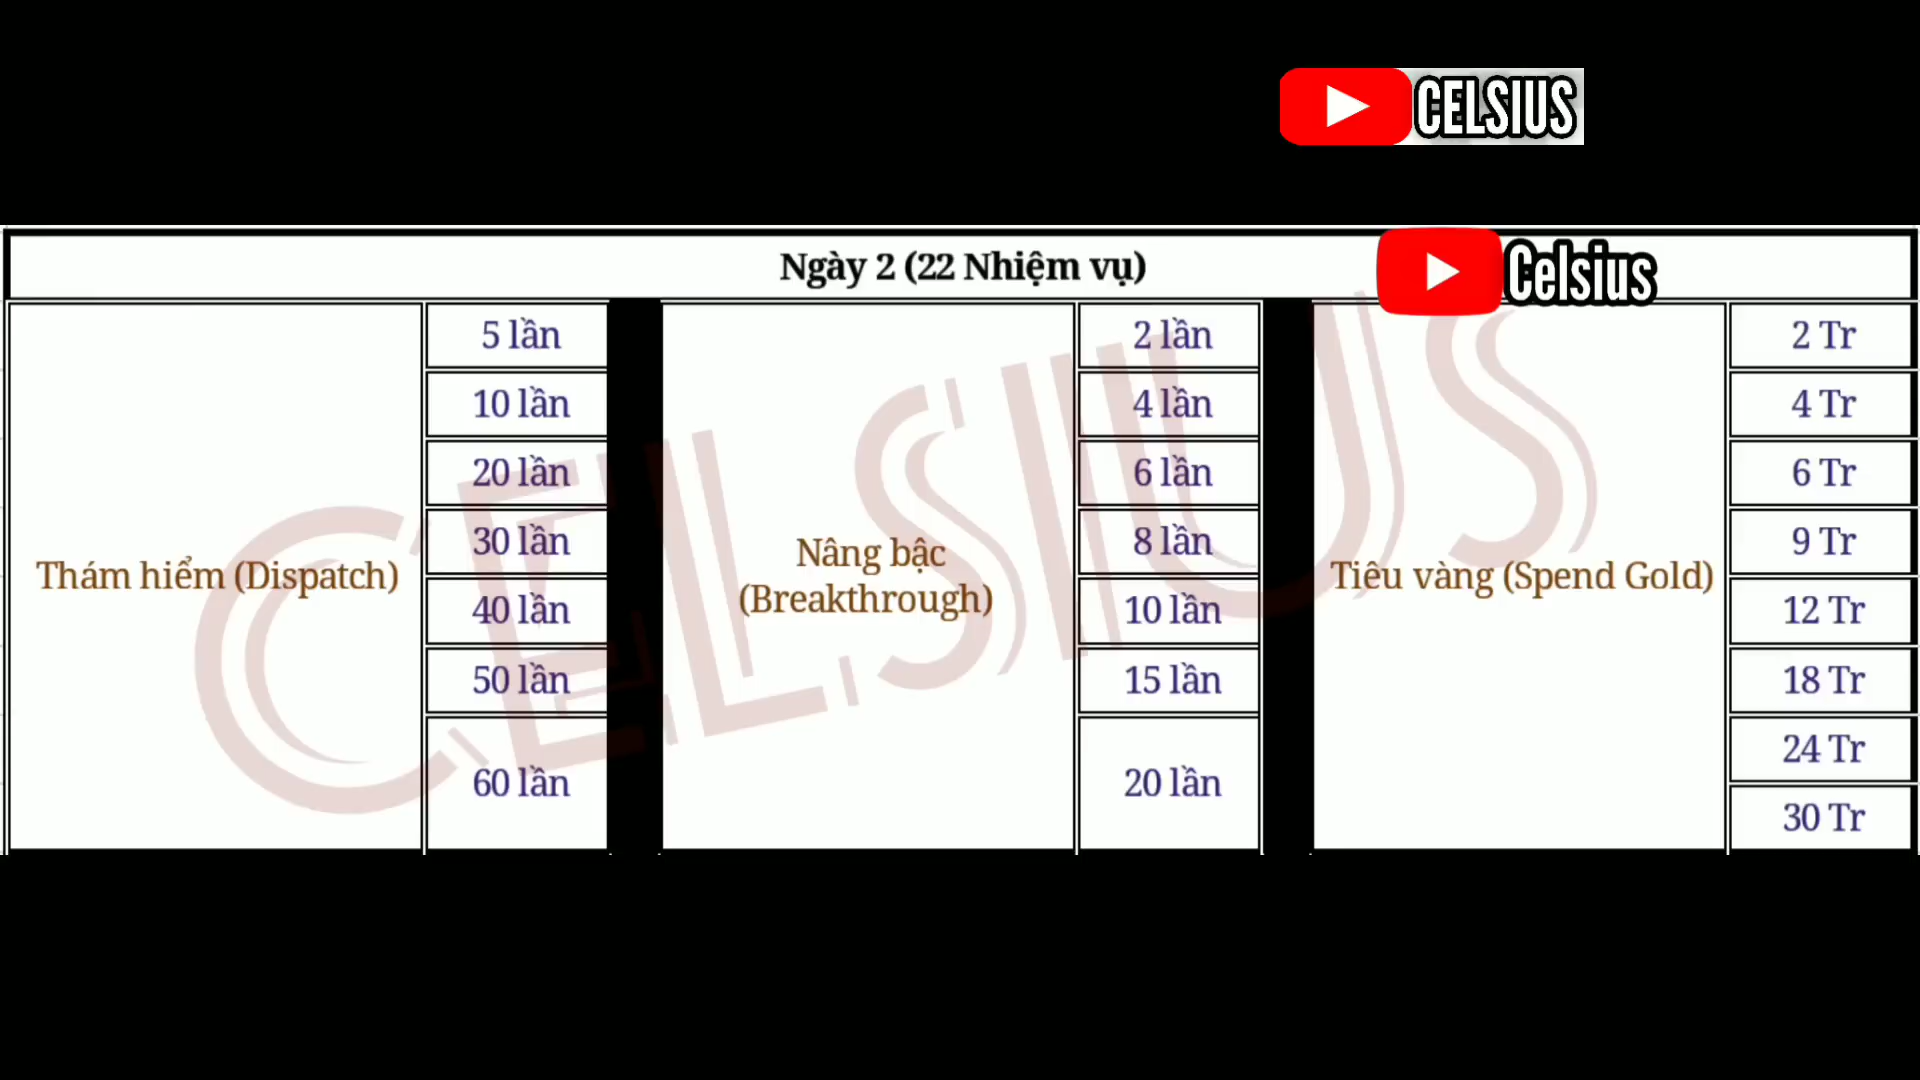 CELSIUS
Ngày 2 (22 Nhiệm vụ)
Celsius
Thám hiểm (Dispatch)
5 lần
10 lần
20 lần
30 lần
40 lần
50 lần
60 lần
Nâng bậc
(Breakthrough)
2 lần
4 lần
6 lần
8 lần
10 lần
15 lần
20 lần
Tiêu vàng (Spend Gold)
2 Tr
4 Tr
6 Tr
9 Tr
12 Tr
18 Tr
24 Tr
30 Tr
CELSIUS